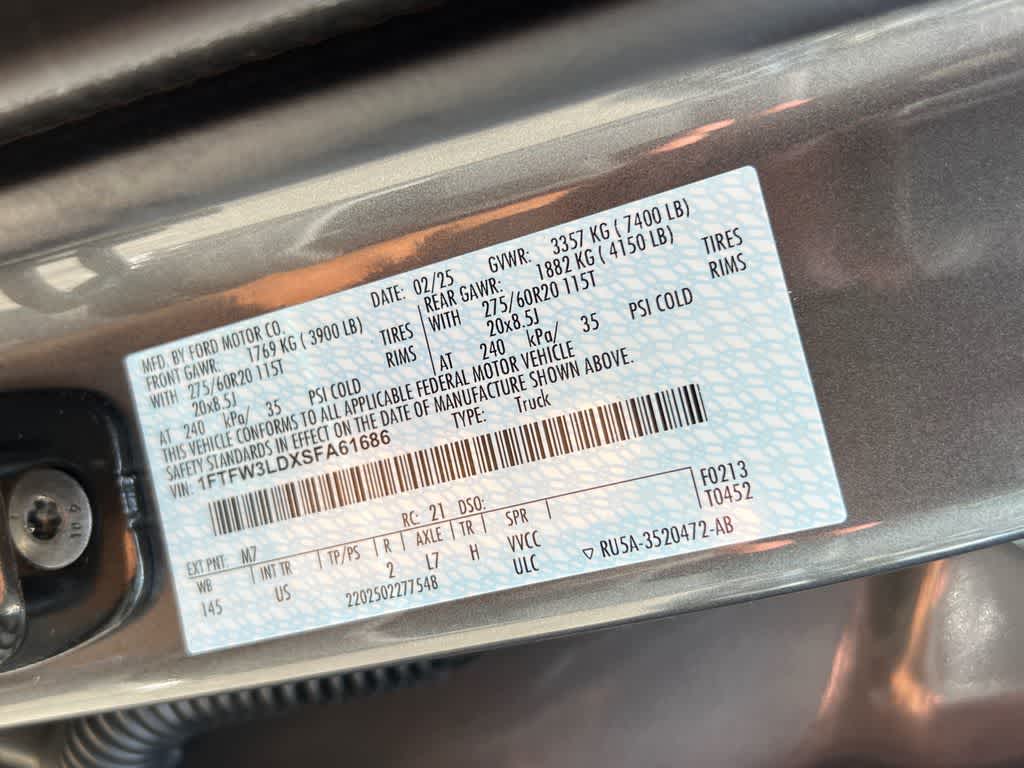 MFD. BY FORD MOTOR CO. DATE: 02/25 GVWR: 3357 KG ( 7400 LB)
FRONT GAWR: 1769 KG ( 3900 LB) REAR GAWR: 1882 KG ( 4150 LB)
WITH 275/60R20 115T TIRES WITH 275/60R20 115T TIRES
20x8.5J RIMS 20x8.5J RIMS
AT 240 kPa/ 35 PSI COLD AT 240 kPa/ 35 PSI COLD
THIS VEHICLE CONFORMS TO ALL APPLICABLE FEDERAL MOTOR VEHICLE
SAFETY STANDARDS IN EFFECT ON THE DATE OF MANUFACTURE SHOWN ABOVE.
VIN: 1FTFW3LDXSFA61686 TYPE: Truck
EXT PNT: M7 RC: 21 DSO: F0213
WB INT TR TP/PS R AXLE TR SPR T0452
145 US 2 L7 H VVCC
2202502277548 ULC ▽ RU5A-3520472-AB